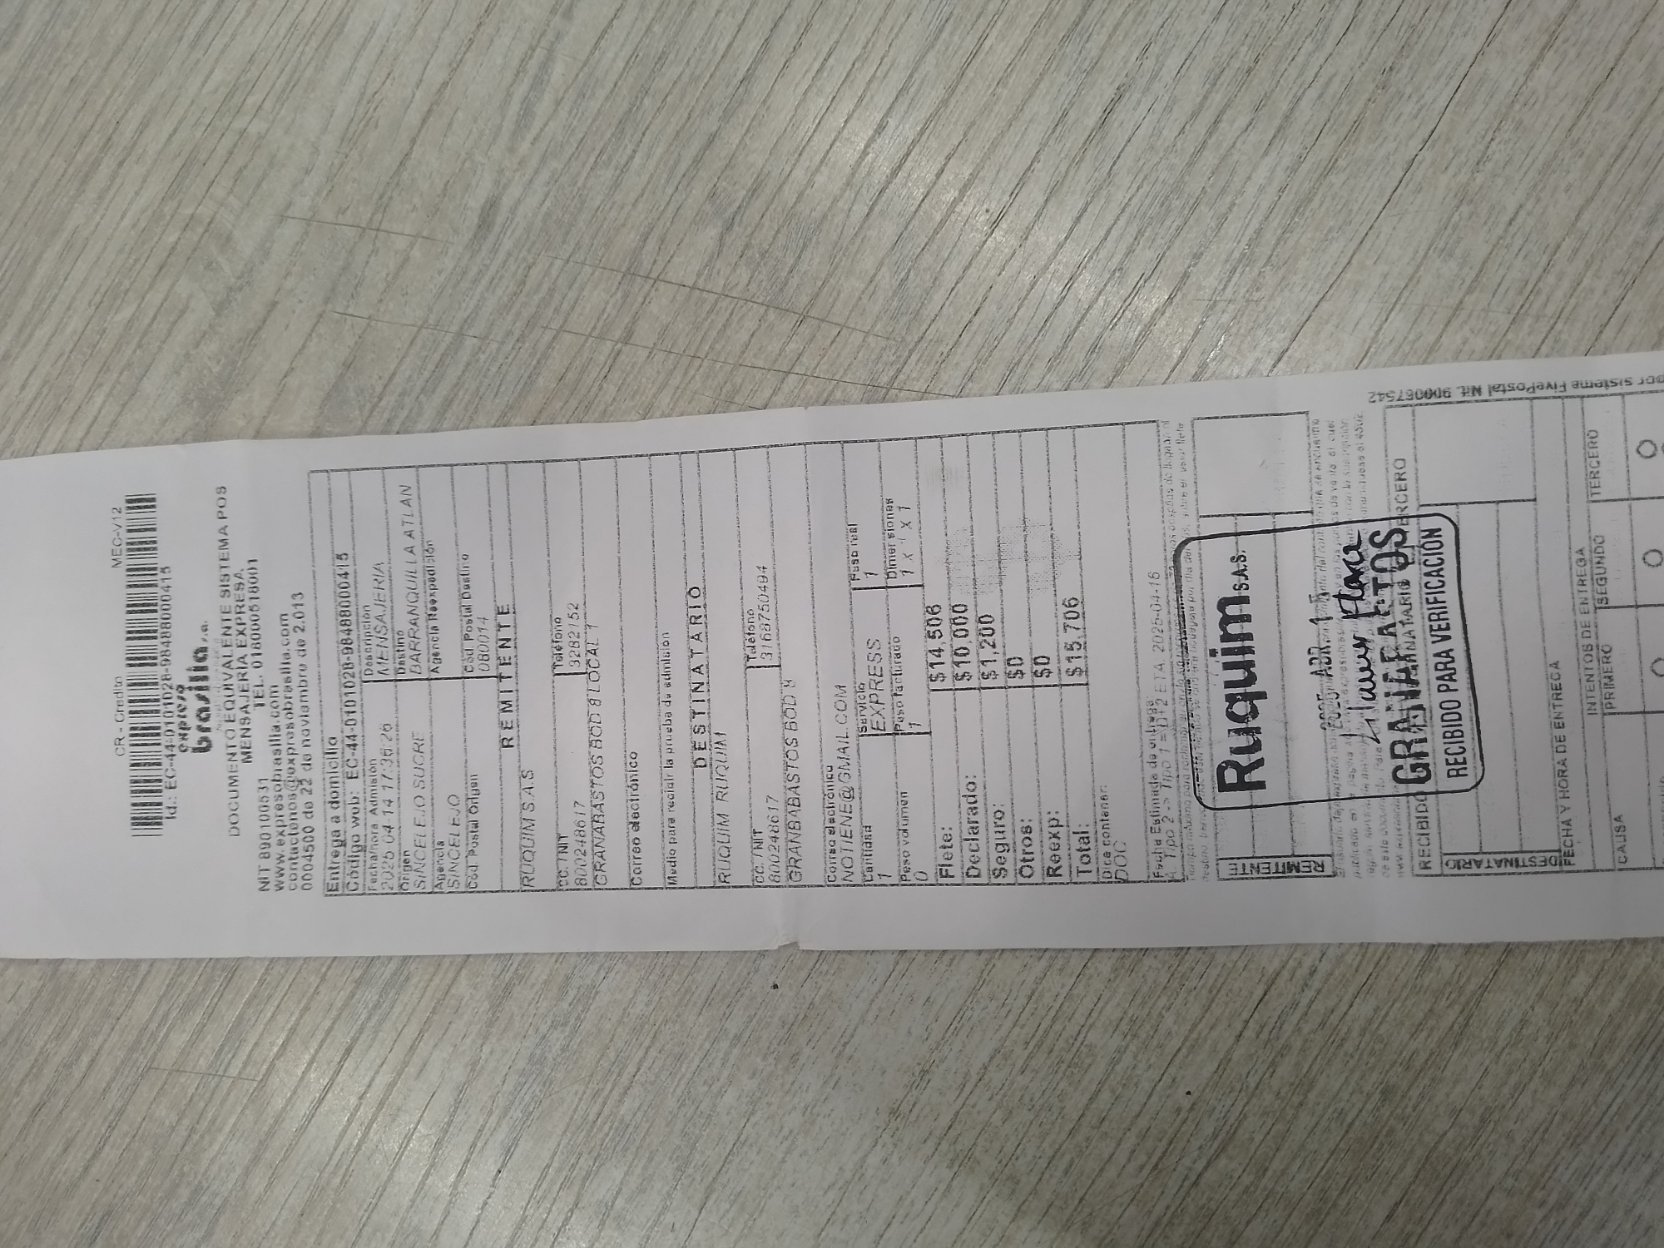 CR - Credito MEC-V12
Id.: EC-44-0101028-98488000415
expreso
brasilia s.a.
DOCUMENTO EQUIVALENTE SISTEMA POS
MENSAJERIA EXPRESA
NIT 890100531 TEL. 018000518001
www.expresobrasilia.com
contactenos@expresobrasilia.com
0004500 de 22 de noviembre de 2.013
Entrega a domicilio
Código web: EC-44-0101028-98488000415
Fecha/hora Admisión Descripción
2025 04 14 17:36:26 MENSAJERIA
Origen Destino
SINCELEJO SUCRE BARRANQUILLA ATLAN
Agencia Agencia Reexpedición
SINCELEJO
Cód. Postal Origen Cód. Postal Destino
080014
REMITENTE
RUQUIM SAS
CC. / NIT Teléfono
800248617 3282152
GRANABASTOS BOD 8 LOCAL 1
Correo electrónico
Medio para recibir la prueba de admisión
DESTINATARIO
RUQUIM RUQUIM
CC. / NIT Teléfono
800248617 3168750494
GRANBABASTOS BOD 8
Correo electrónico
NOTIENE@GMAIL.COM
Cantidad Servicio Peso real
1 EXPRESS 1
Peso volumen Peso facturado Dimensiones
0 1 1 X 1 X 1
Flete: $14,506
Declarado: $10,000
Seguro: $1,200
Otros: $0
Reexp: $0
Total: $15,706
Dice contener:
DOC
Fecha Estimada de entrega
REMITENTE
Ruquim S.A.S.
2025 ABR 15
GRANABASTOS
RECIBIDO PARA VERIFICACIÓN
RECIBIDO
DESTINATARIO TERCERO
DESTINATARIO
FECHA Y HORA DE ENTREGA
INTENTOS DE ENTREGA
CAUSA PRIMERO SEGUNDO TERCERO
por sistema FivePostal Nit. 900087542